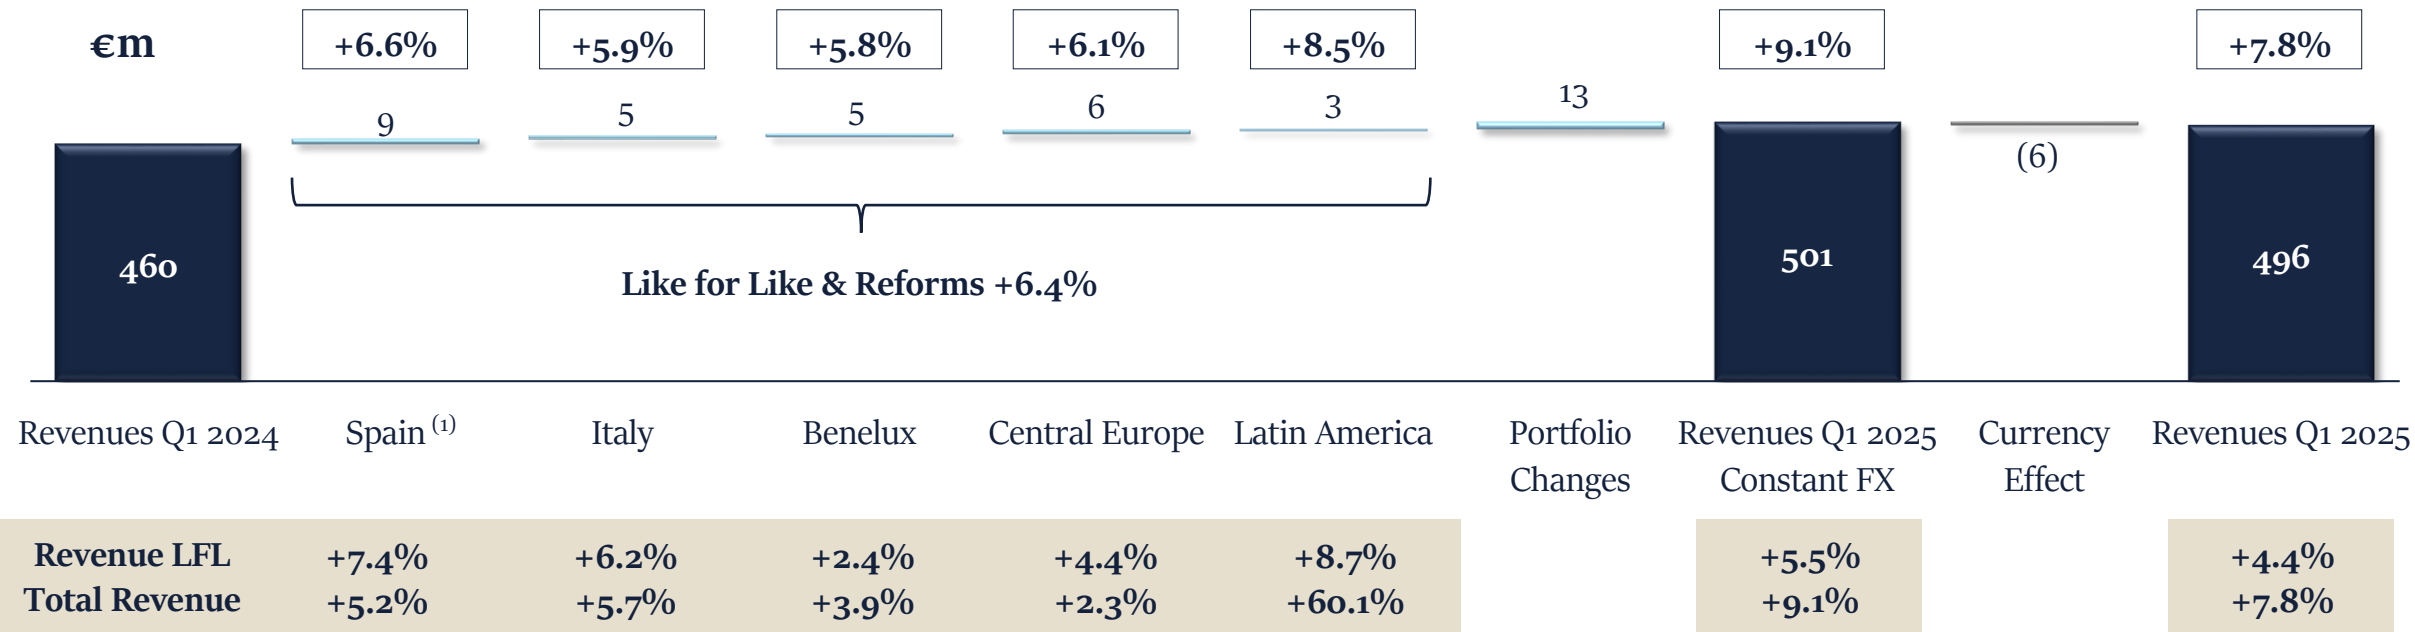 €m
+6.6%
+5.9%
+5.8%
+6.1%
+8.5%
+9.1%
+7.8%
9
5
5
6
3
13
(6)
460
501
496
Like for Like & Reforms +6.4%
Revenues Q1 2024
Spain (1)
Italy
Benelux
Central Europe
Latin America
Portfolio
Changes
Revenues Q1 2025
Constant FX
Currency
Effect
Revenues Q1 2025
Revenue LFL +7.4% +6.2% +2.4% +4.4% +8.7% +5.5% +4.4%
Total Revenue +5.2% +5.7% +3.9% +2.3% +60.1% +9.1% +7.8%